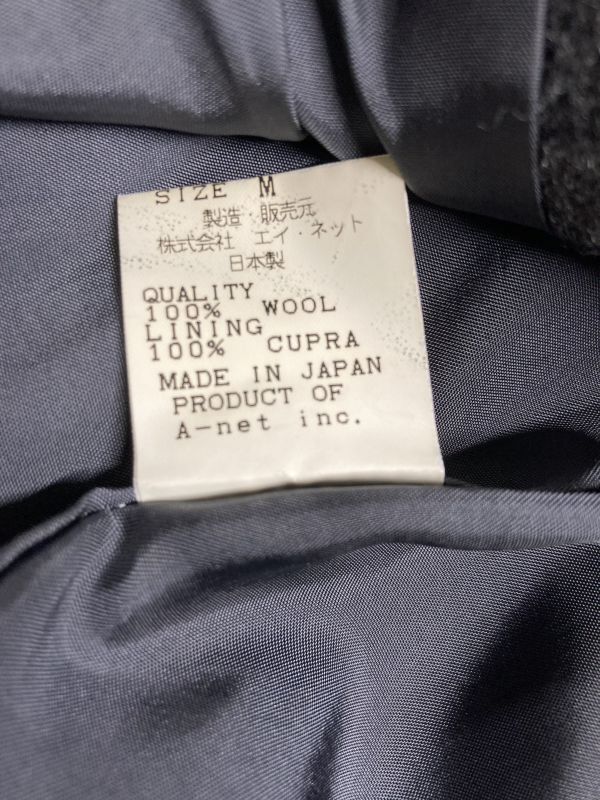 SIZE M
製造・販売元
株式会社 エイ・ネット
日本製
QUALITY
100% WOOL
LINING
100% CUPRA
MADE IN JAPAN
PRODUCT OF
A-net inc.